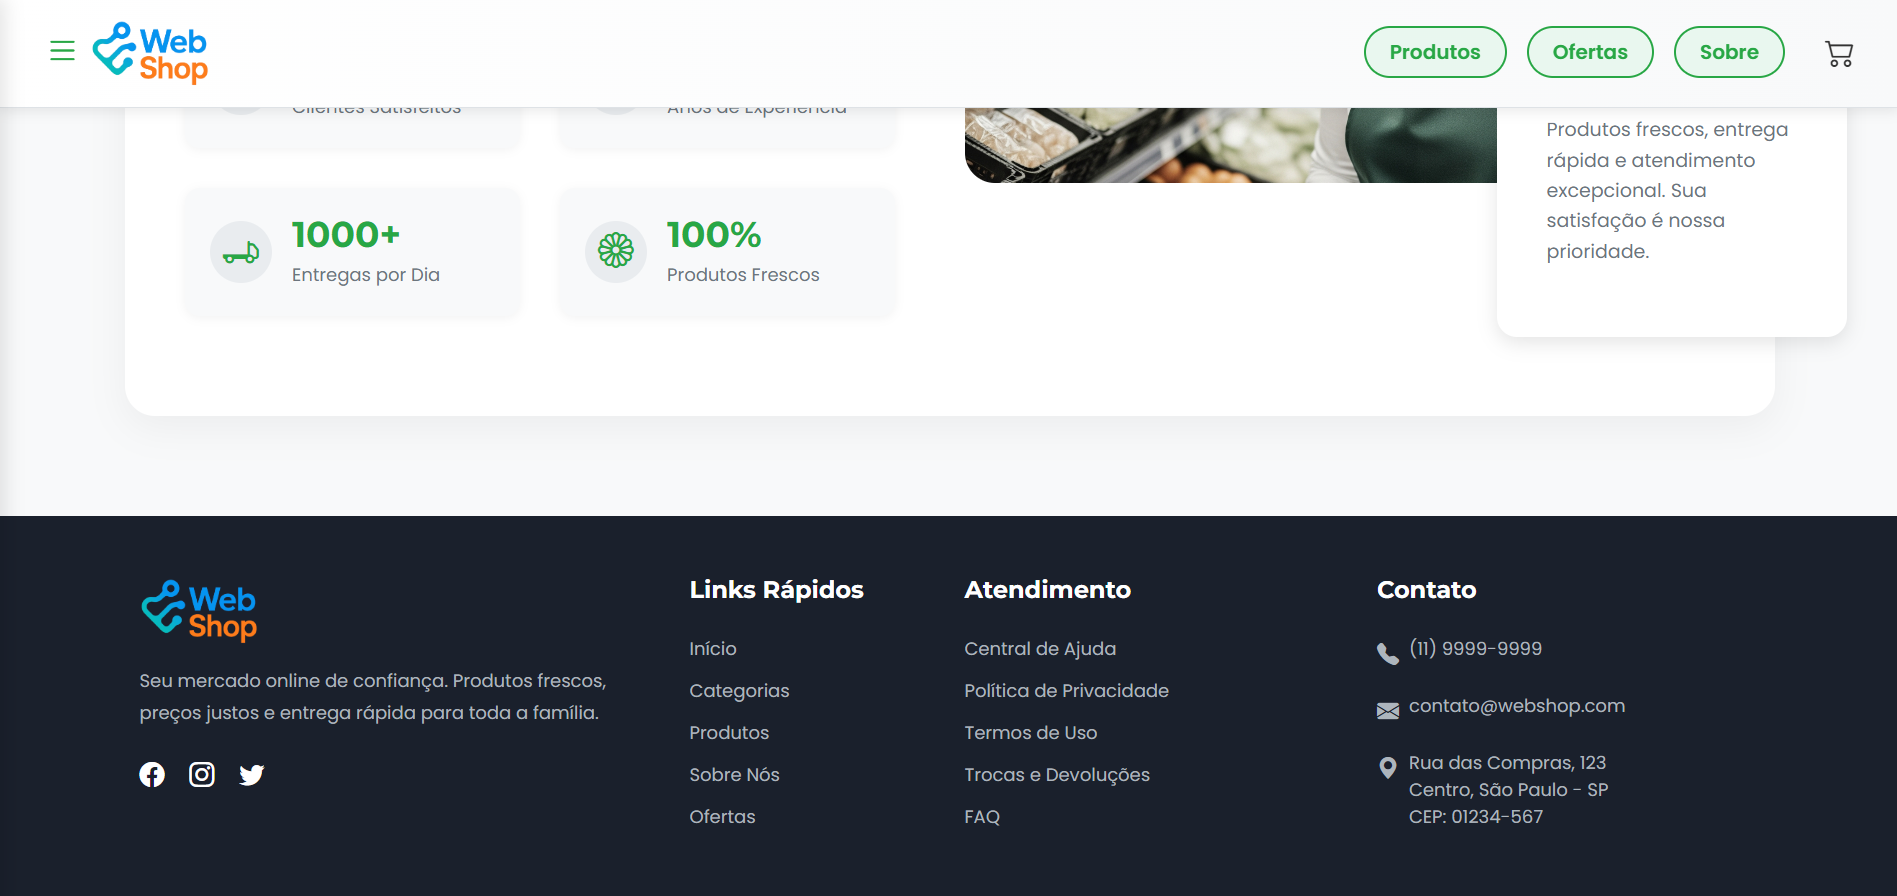 Web
Shop
Produtos
Ofertas
Sobre
Clientes Satisfeitos
Anos de Experiência
Produtos frescos, entrega
rápida e atendimento
excepcional. Sua
satisfação é nossa
prioridade.
1000+
Entregas por Dia
100%
Produtos Frescos
Web
Shop
Seu mercado online de confiança. Produtos frescos,
preços justos e entrega rápida para toda a família.
Links Rápidos
Início
Categorias
Produtos
Sobre Nós
Ofertas
Atendimento
Central de Ajuda
Política de Privacidade
Termos de Uso
Trocas e Devoluções
FAQ
Contato
(11) 9999-9999
contato@webshop.com
Rua das Compras, 123
Centro, São Paulo - SP
CEP: 01234-567